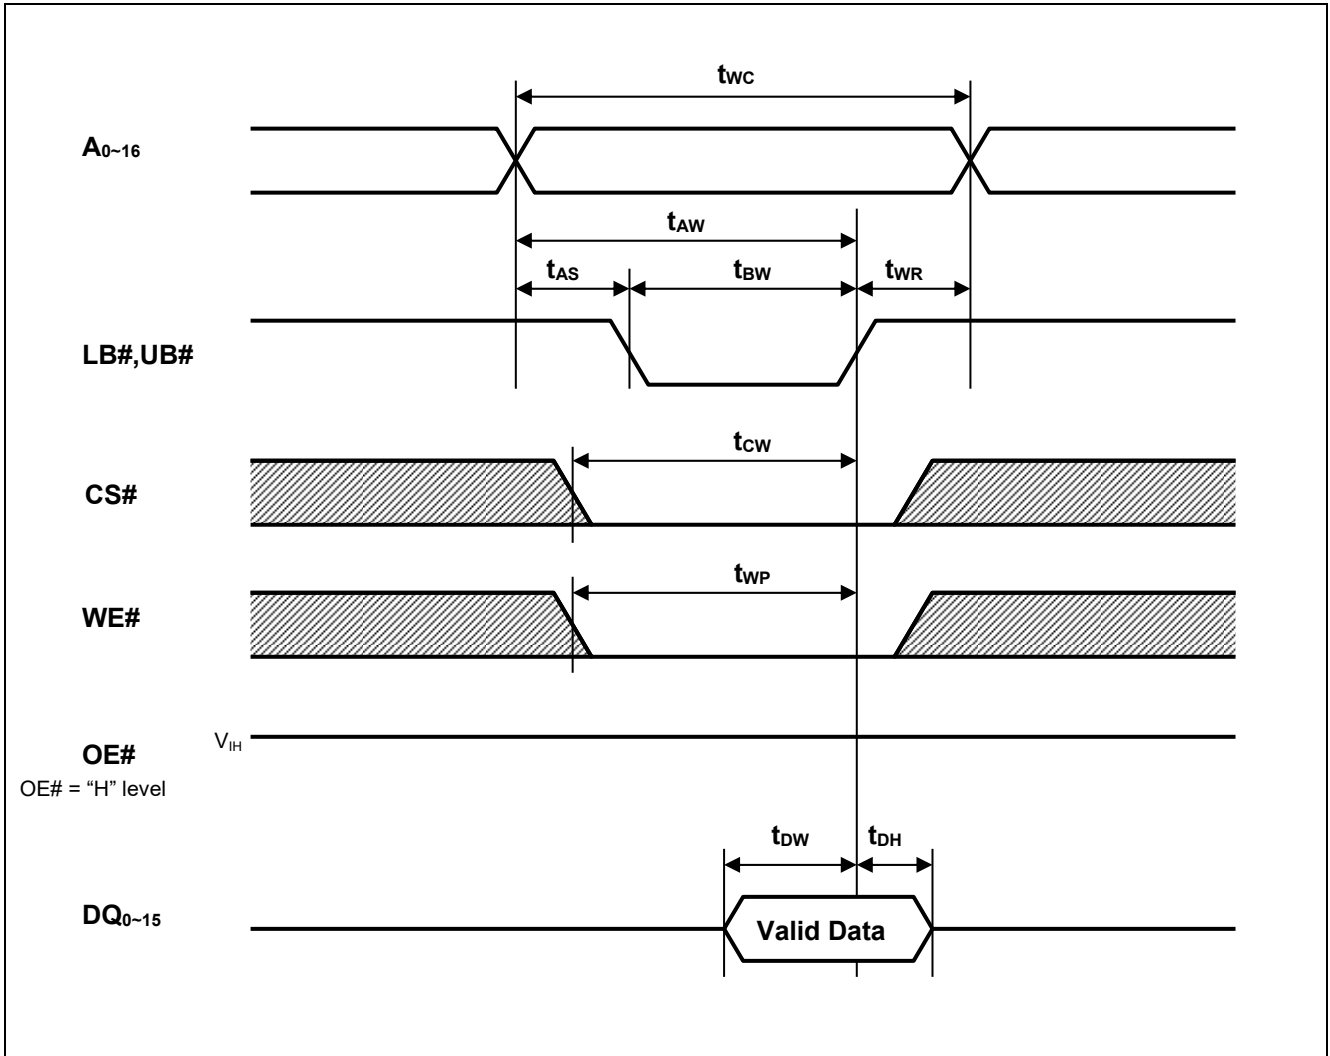 tWC
A0~16
tAW
tAS
tBW
tWR
LB#,UB#
tCW
CS#
tWP
WE#
VIH
OE#
OE# = “H” level
tDW
tDH
DQ0~15
Valid Data